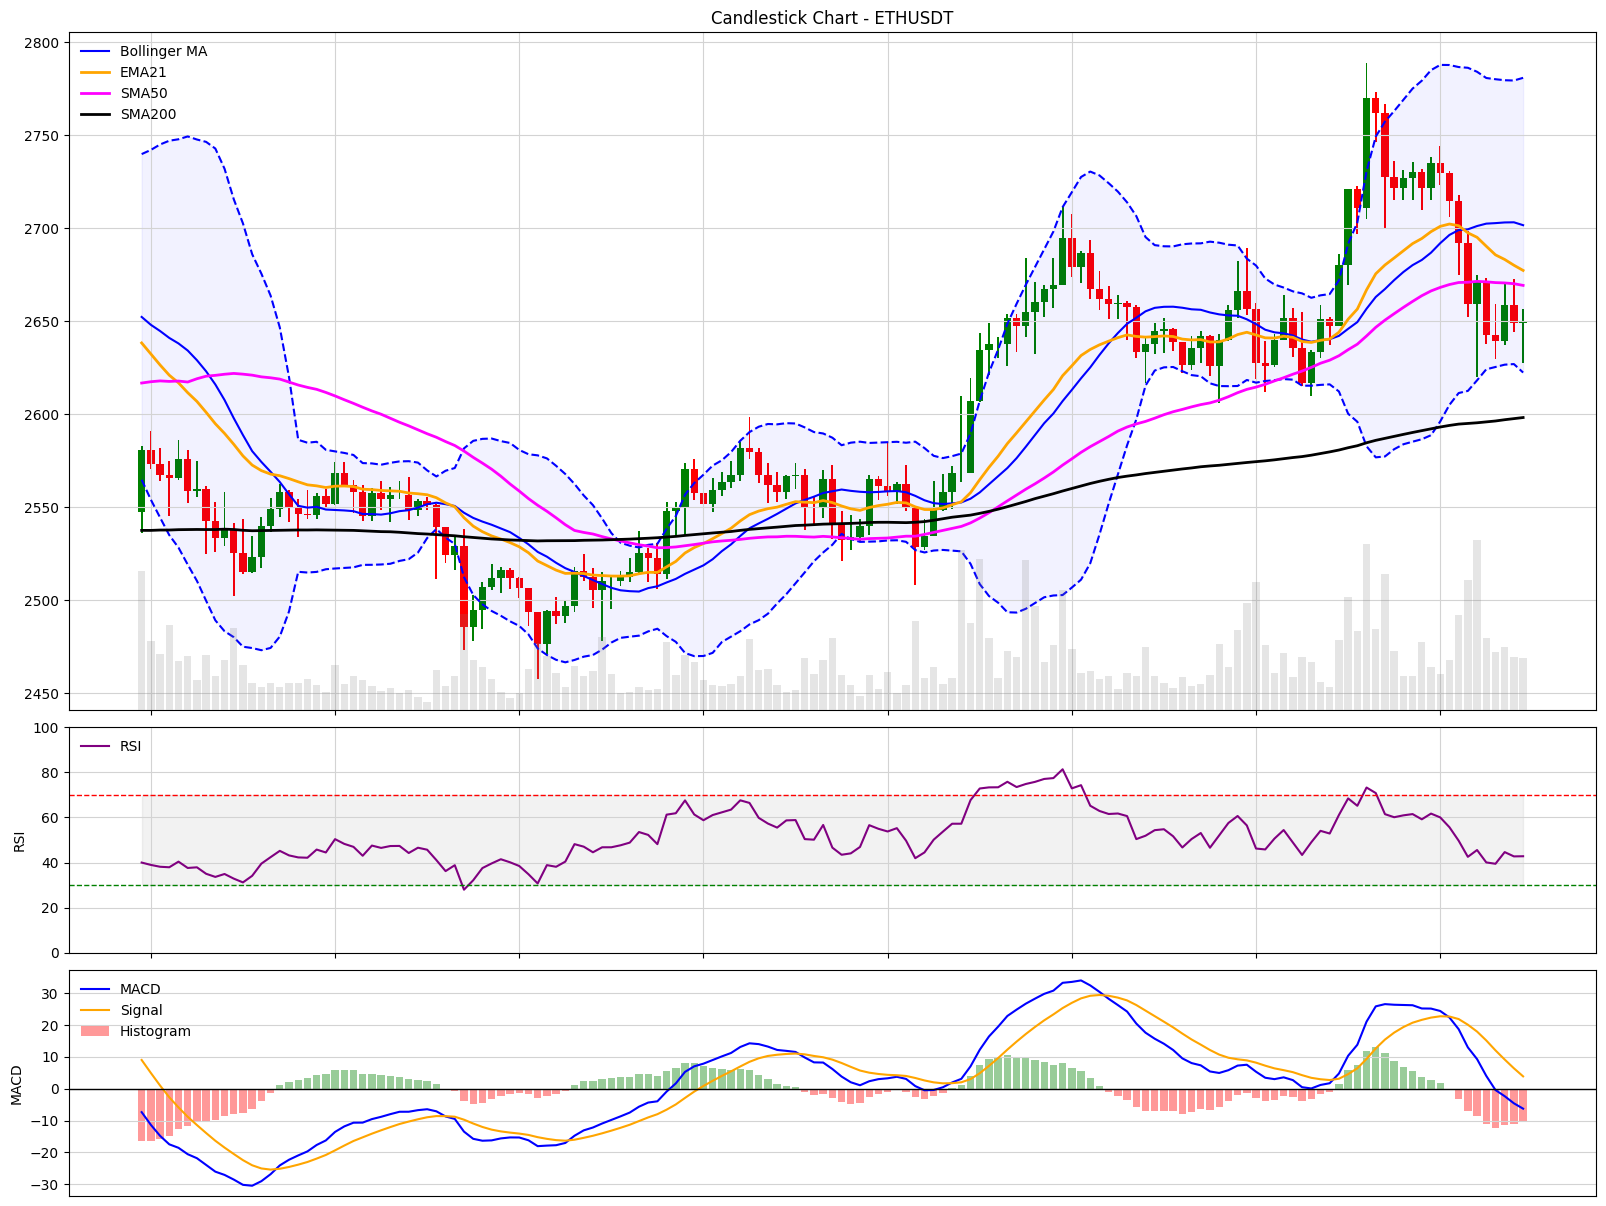 Candlestick Chart - ETHUSDT
Bollinger MA
EMA21
SMA50
SMA200
2800
2750
2700
2650
2600
2550
2500
2450
RSI
100
80
60
40
20
0
RSI
MACD
Signal
Histogram
30
20
10
0
−10
−20
−30
MACD